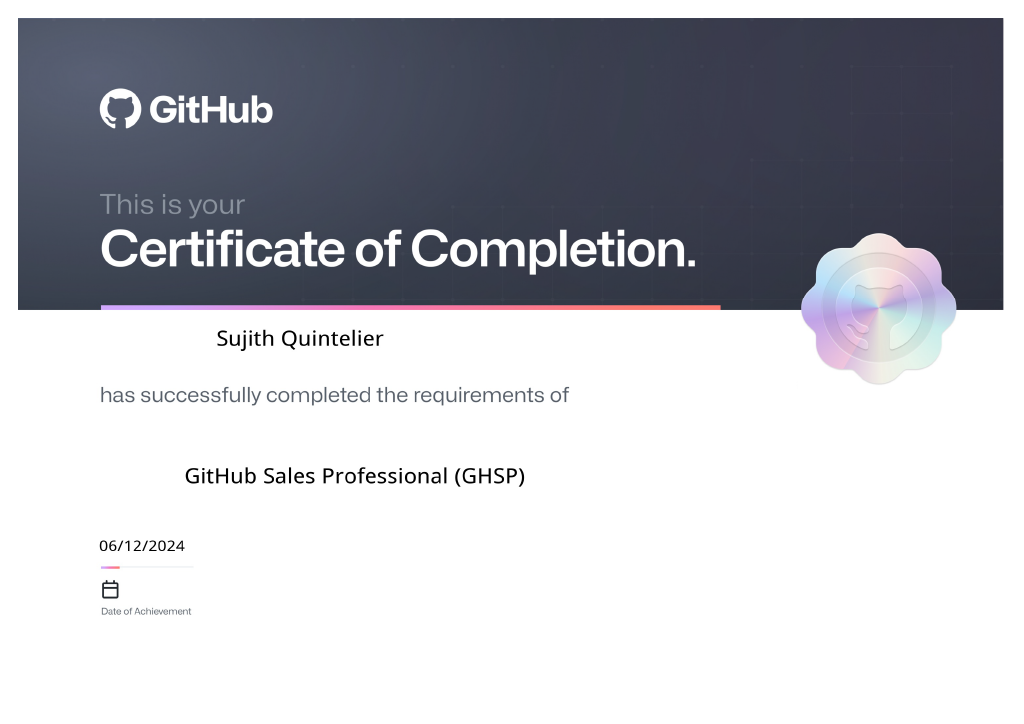 GitHub
This is your
Certificate of Completion.
Sujith Quintelier
has successfully completed the requirements of
GitHub Sales Professional (GHSP)
06/12/2024
Date of Achievement